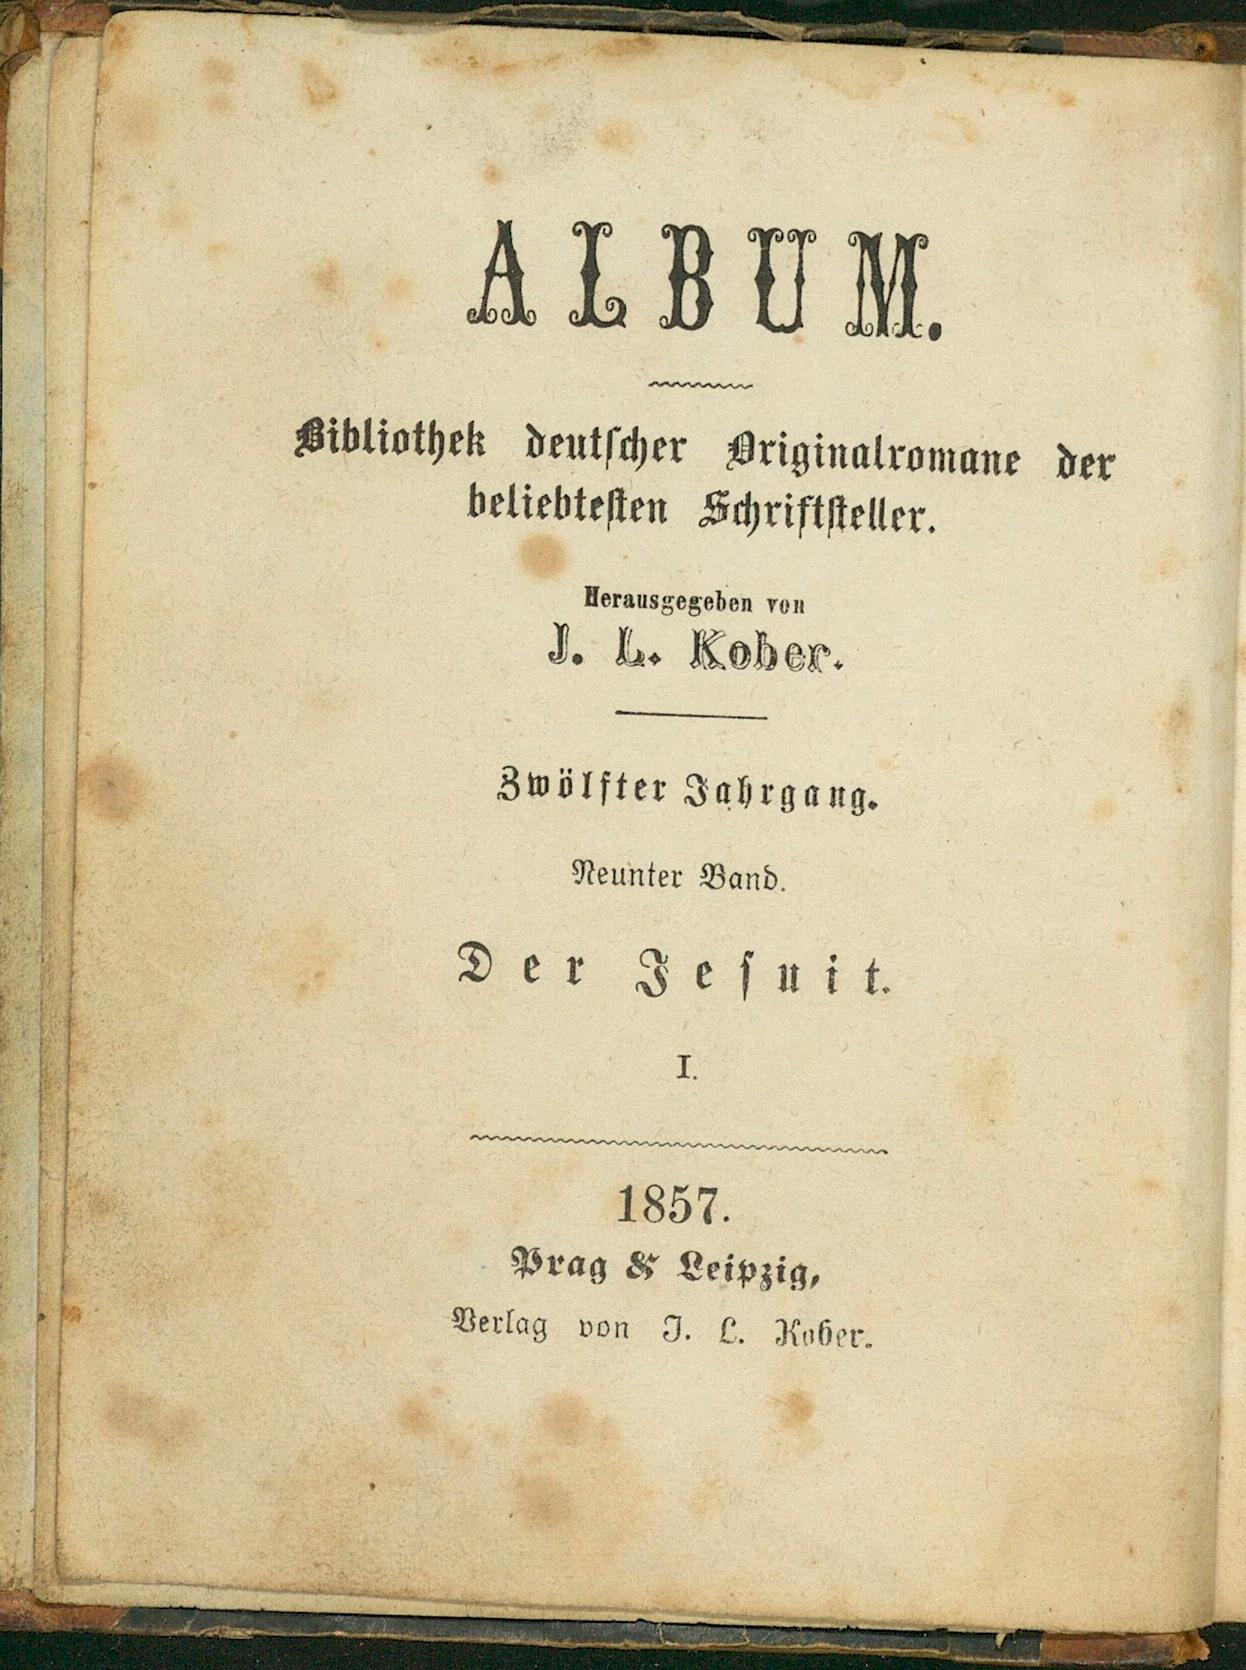 ALBUM.
Bibliothek deutscher Originalromane der
beliebtesten Schriftsteller.
Herausgegeben von
J. L. Kober.
Zwölfter Jahrgang.
Neunter Band.
Der Jesuit.
I.
1857.
Prag & Leipzig,
Verlag von J. L. Kober.